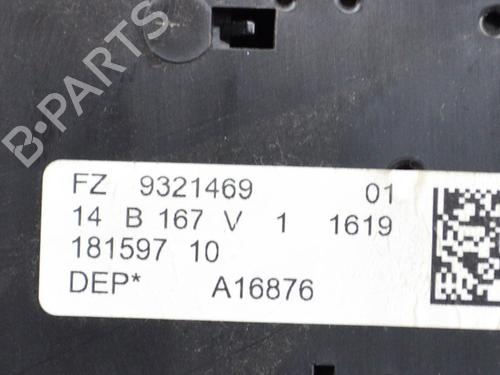 B-PARTS
FZ 9321469 01
14 B 167 V 1 1619
181597 10
DEP* A16876